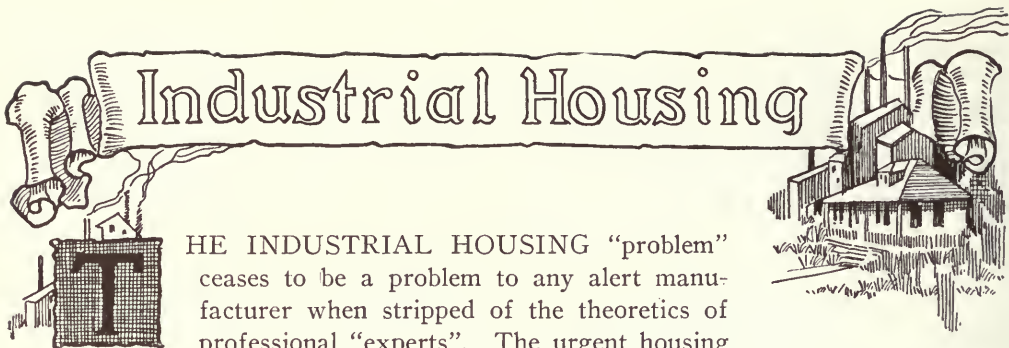 Industrial Housing
THE INDUSTRIAL HOUSING “problem”
ceases to be a problem to any alert manu-
facturer when stripped of the theoretics of
professional “experts”. The urgent housing